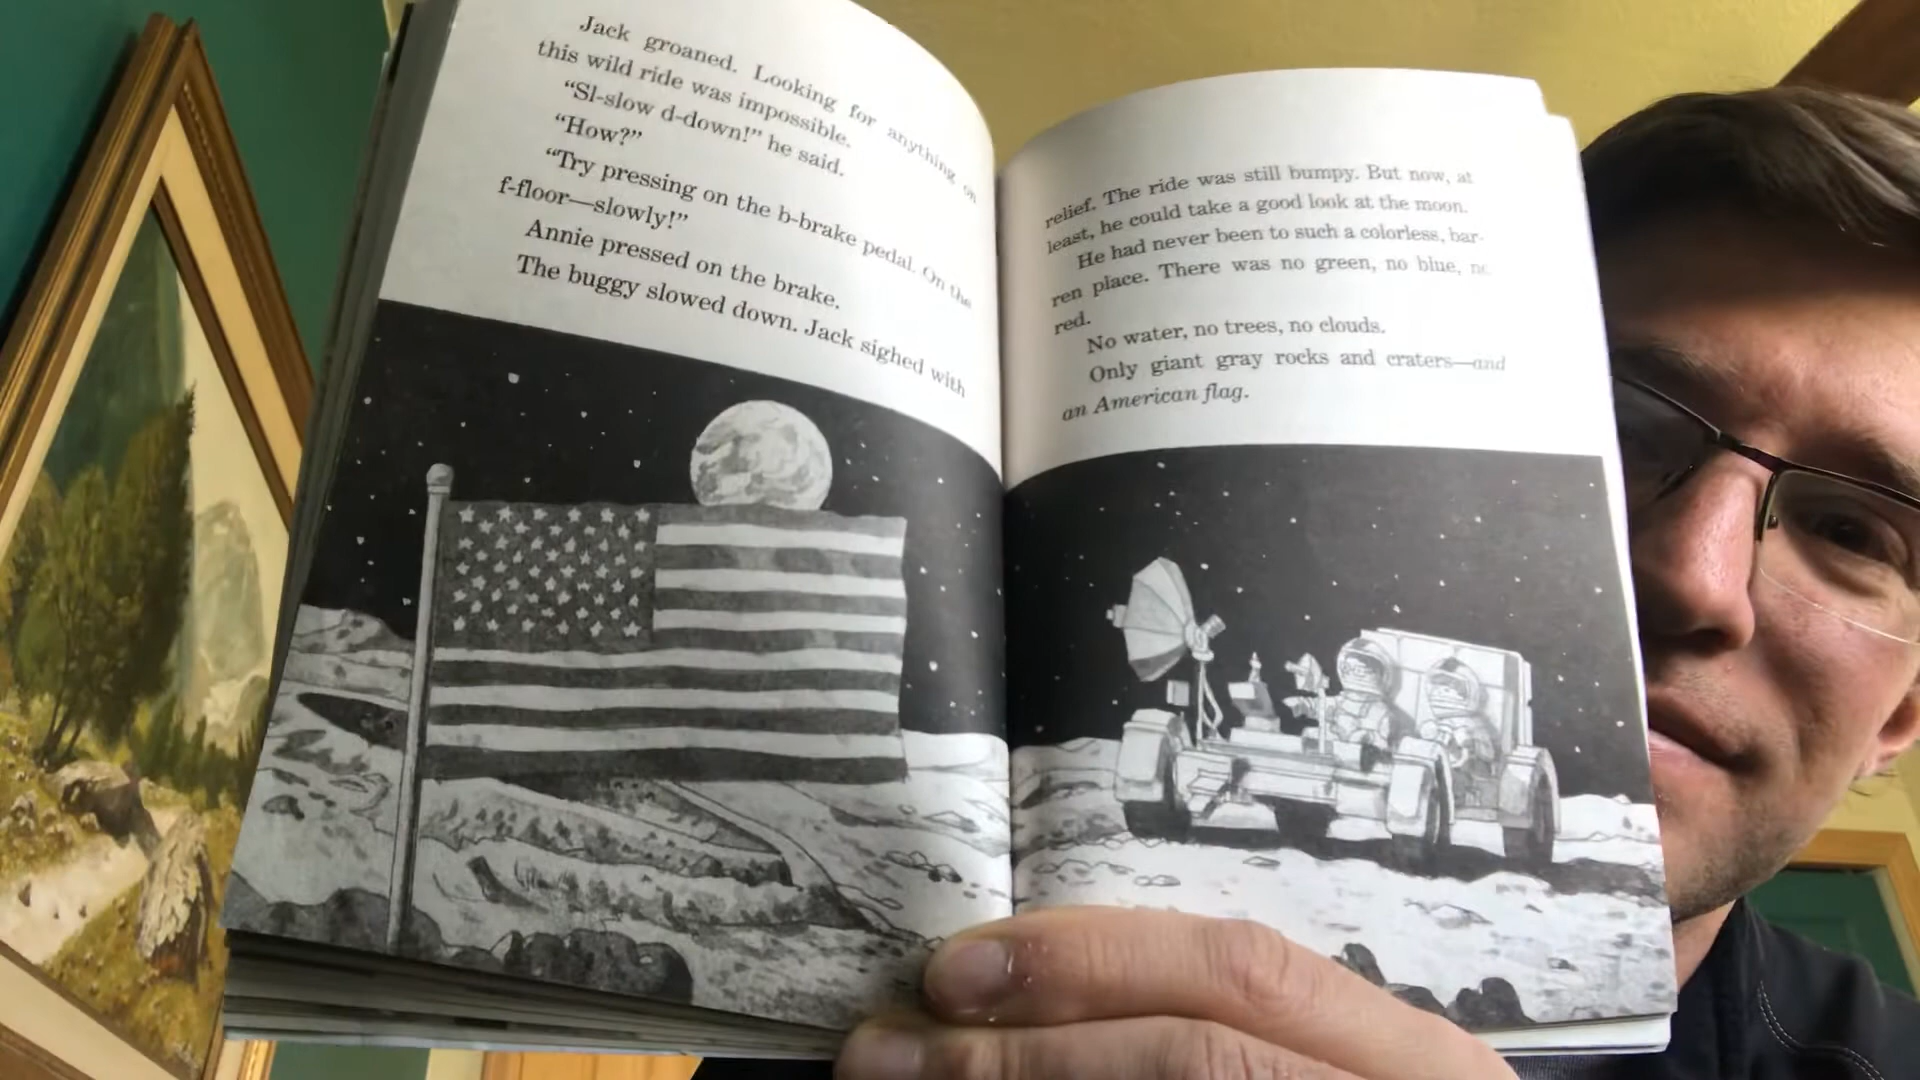 Jack groaned. Looking for anything on
this wild ride was impossible.
“Sl-slow d-down!” he said.
“How?”
“Try pressing on the b-brake pedal. On the
f-floor—slowly!”
Annie pressed on the brake.
The buggy slowed down. Jack sighed with
relief. The ride was still bumpy. But now, at
least, he could take a good look at the moon.
He had never been to such a colorless, bar-
ren place. There was no green, no blue, no
red.
No water, no trees, no clouds.
Only giant gray rocks and craters—and
an American flag.